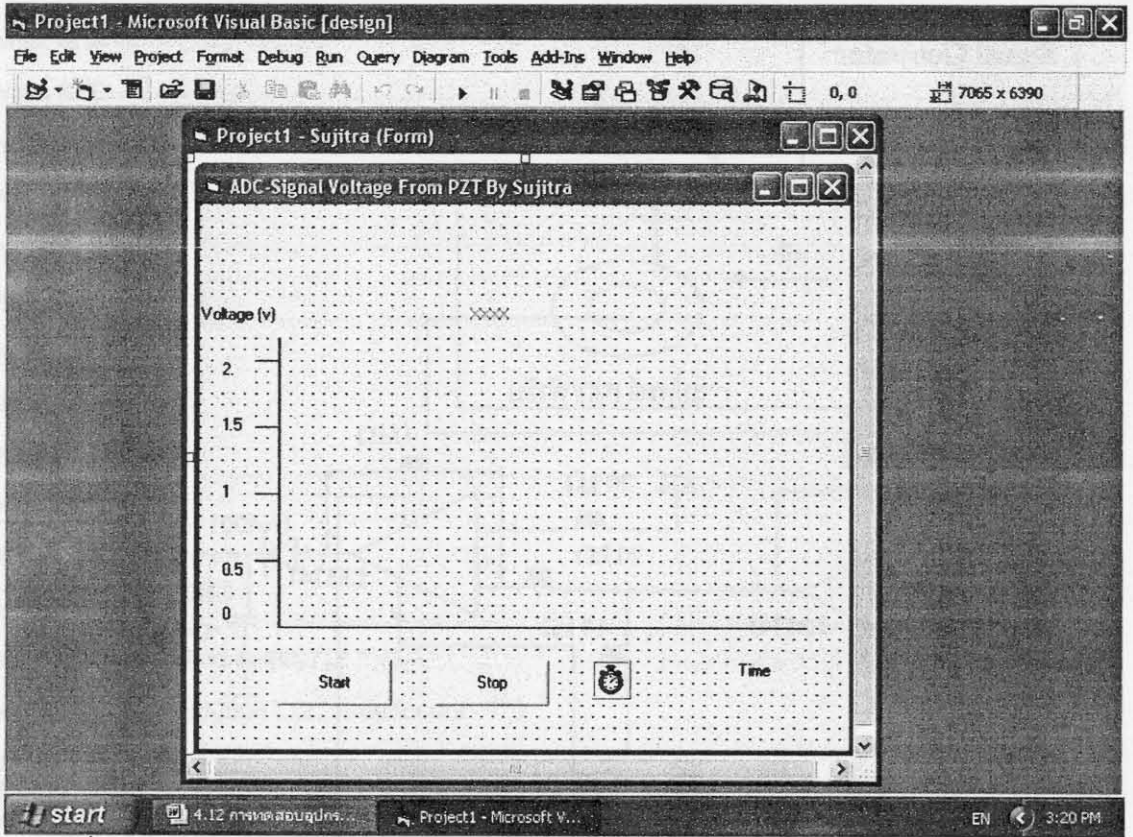 Project1 - Microsoft Visual Basic [design]
File Edit View Project Format Debug Run Query Diagram Tools Add-Ins Window Help
0, 0 7065 x 6390
Project1 - Sujitra (Form)
ADC-Signal Voltage From PZT By Sujitra
Voltage (v) XXXX
2.
1.5
1
0.5
0
Time
Start Stop
start 4.12 การทดสอบอุปกร... Project1 - Microsoft V... EN 3:20 PM